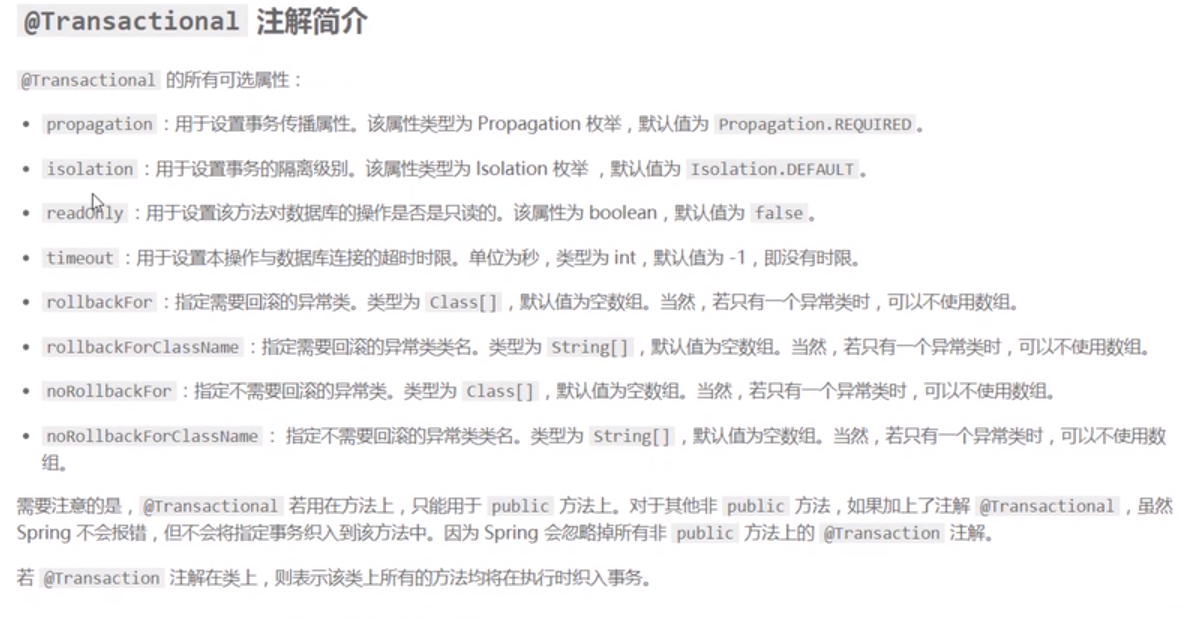 @Transactional 注解简介
@Transactional 的所有可选属性：
• propagation ：用于设置事务传播属性。该属性类型为 Propagation 枚举，默认值为 Propagation.REQUIRED 。
• isolation ：用于设置事务的隔离级别。该属性类型为 Isolation 枚举 ，默认值为 Isolation.DEFAULT 。
• readOnly ：用于设置该方法对数据库的操作是否是只读的。该属性为 boolean，默认值为 false 。
• timeout ：用于设置本操作与数据库连接的超时时限。单位为秒，类型为 int，默认值为 -1，即没有时限。
• rollbackFor ：指定需要回滚的异常类。类型为 Class[] ，默认值为空数组。当然，若只有一个异常类时，可以不使用数组。
• rollbackForClassName ：指定需要回滚的异常类类名。类型为 String[] ，默认值为空数组。当然，若只有一个异常类时，可以不使用数组。
• noRollbackFor ：指定不需要回滚的异常类。类型为 Class[] ，默认值为空数组。当然，若只有一个异常类时，可以不使用数组。
• noRollbackForClassName ： 指定不需要回滚的异常类类名。类型为 String[] ，默认值为空数组。当然，若只有一个异常类时，可以不使用数
组。
需要注意的是， @Transactional 若用在方法上，只能用于 public 方法上。对于其他非 public 方法，如果加上了注解 @Transactional ，虽然
Spring 不会报错，但不会将指定事务织入到该方法中。因为 Spring 会忽略掉所有非 public 方法上的 @Transaction 注解。
若 @Transaction 注解在类上，则表示该类上所有的方法均将在执行时织入事务。